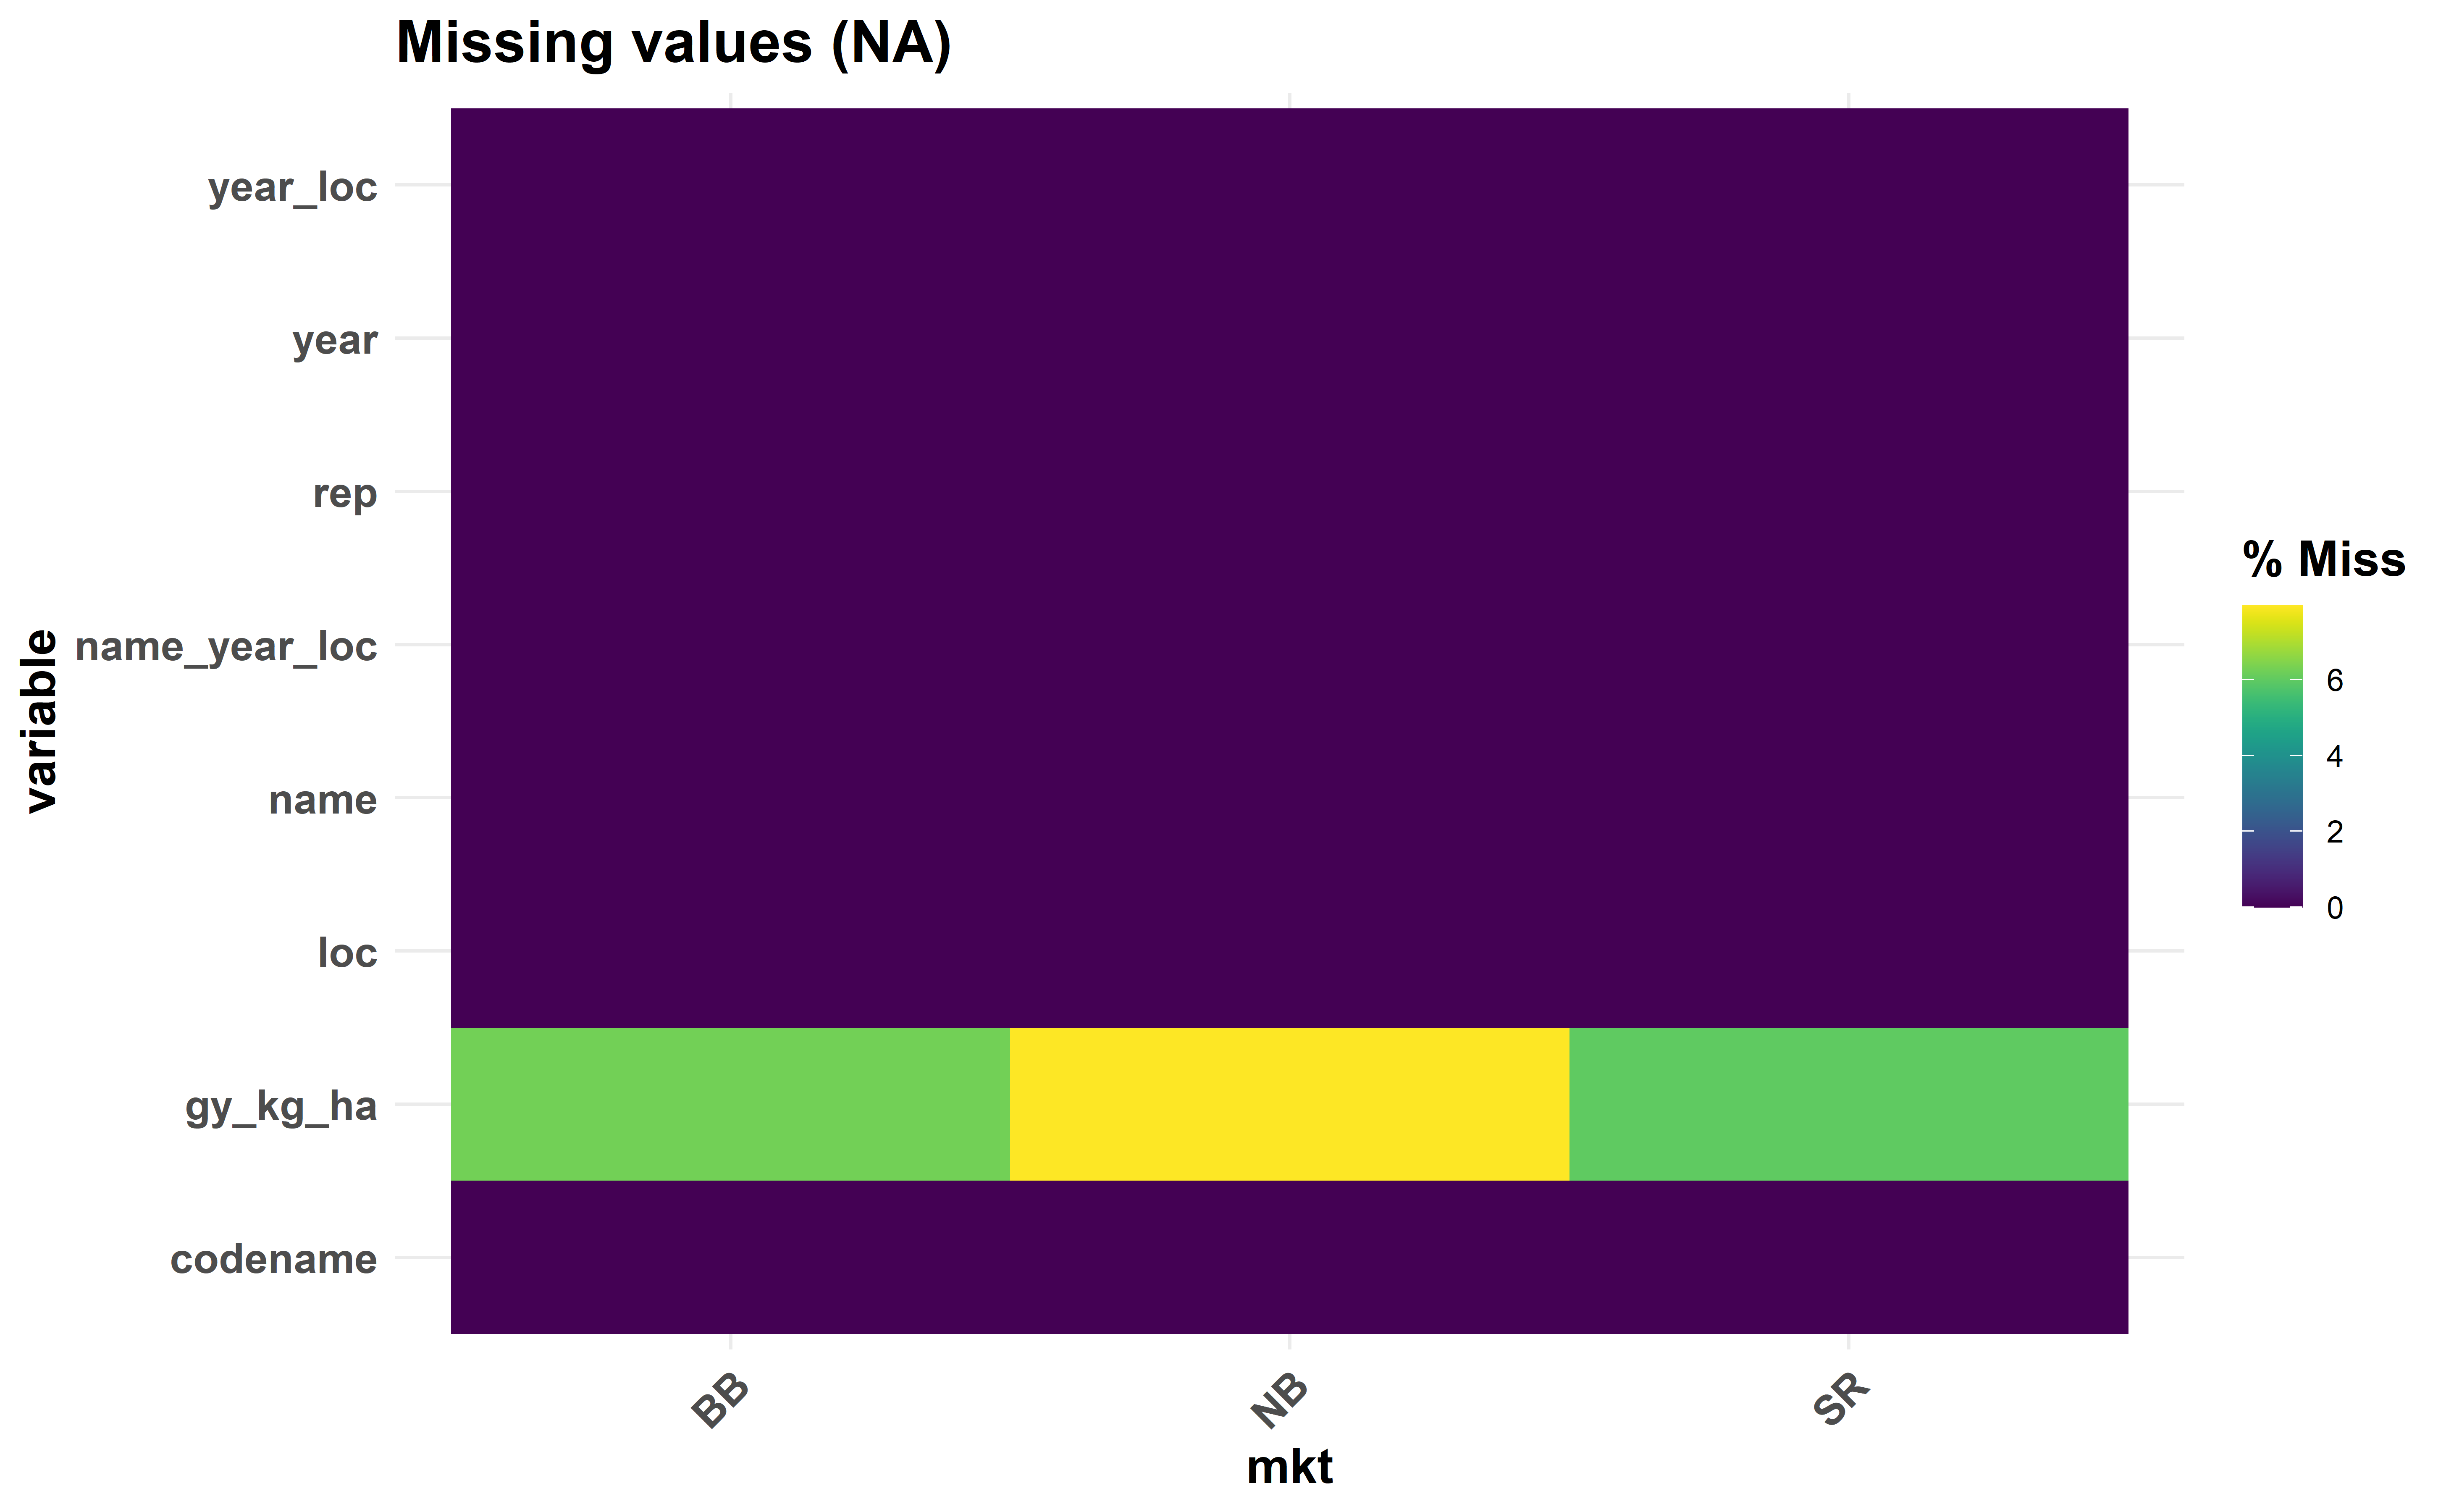 Missing values (NA)
variable
year_loc
year
rep
name_year_loc
name
loc
gy_kg_ha
codename
BB
NB
SR
mkt
% Miss
6
4
2
0